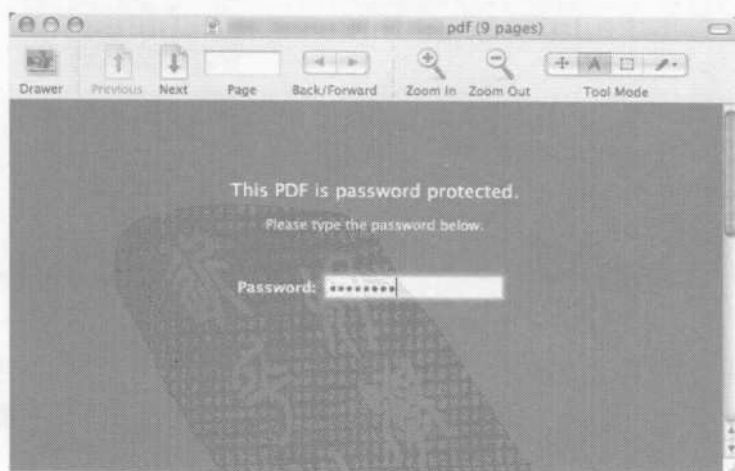 pdf (9 pages)
Drawer Previous Next Page Back/Forward Zoom In Zoom Out Tool Mode
A
This PDF is password protected.
Please type the password below.
Password: ••••••••